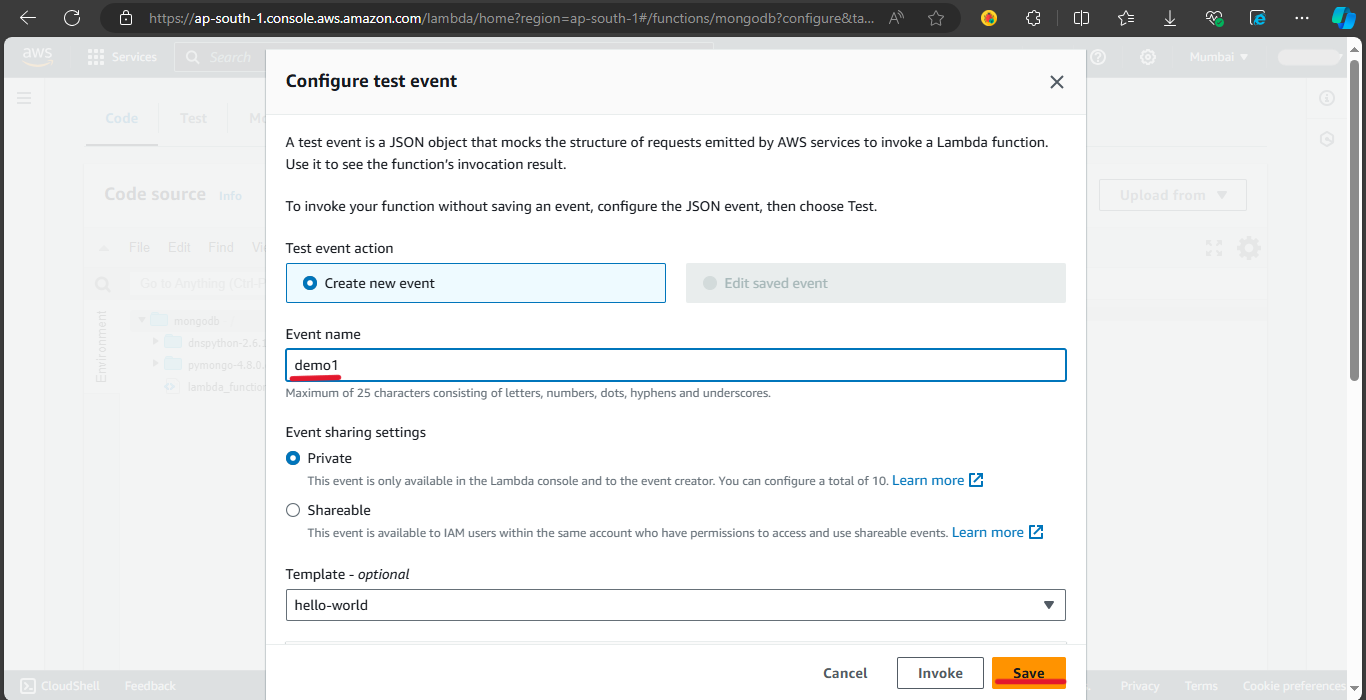 https://ap-south-1.console.aws.amazon.com/lambda/home?region=ap-south-1#/functions/mongodb?configure&ta...
aws
Services
Search
Mumbai
Configure test event
Code
Test
A test event is a JSON object that mocks the structure of requests emitted by AWS services to invoke a Lambda function.
Use it to see the function's invocation result.
Code source
Info
Upload from
To invoke your function without saving an event, configure the JSON event, then choose Test.
File Edit Find
Test event action
Create new event
Edit saved event
Go to Anything (Ctrl-P
Environment
mongodb
dnspython-2.6.1
pymongo-4.8.0.
lambda_function
Event name
demo1
Maximum of 25 characters consisting of letters, numbers, dots, hyphens and underscores.
Event sharing settings
Private
This event is only available in the Lambda console and to the event creator. You can configure a total of 10. Learn more
Shareable
This event is available to IAM users within the same account who have permissions to access and use shareable events. Learn more
Template - optional
hello-world
Cancel
Invoke
Save
CloudShell
Feedback
Privacy
Terms
Cookie preferences